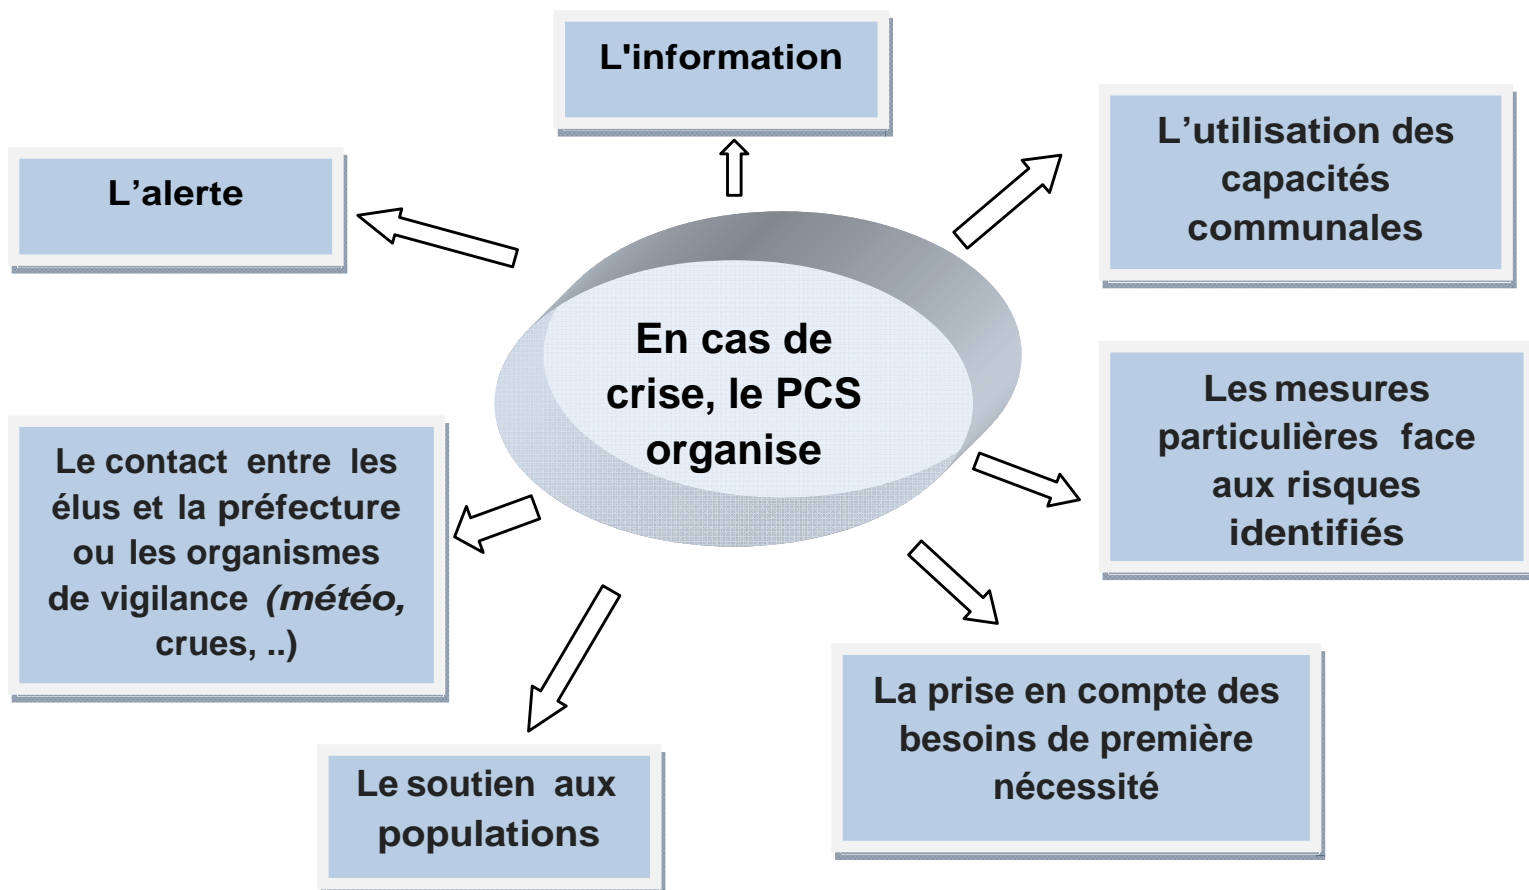 L'information
L'alerte
L’utilisation des
capacités
communales
En cas de
crise, le PCS
organise
Les mesures
particulières face
aux risques
identifiés
Le contact entre les
élus et la préfecture
ou les organismes
de vigilance (météo,
crues, ..)
La prise en compte des
besoins de première
nécessité
Le soutien aux
populations